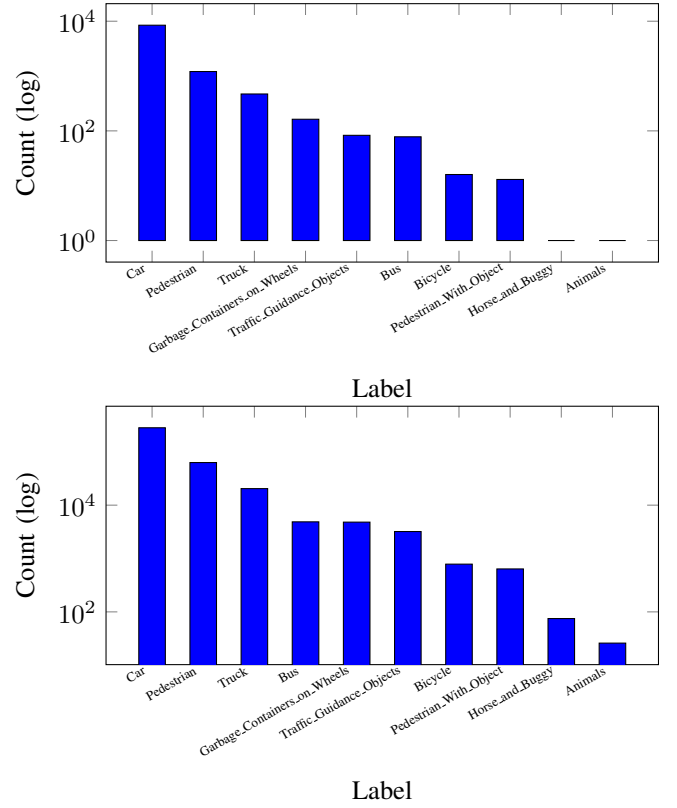 10^4
10^2
10^0
Count (log)
Car
Pedestrian
Truck
Garbage_Containers_on_Wheels
Traffic_Guidance_Objects
Bus
Bicycle
Pedestrian_With_Object
Horse_and_Buggy
Animals
Label
10^4
10^2
Count (log)
Car
Pedestrian
Truck
Bus
Garbage_Containers_on_Wheels
Traffic_Guidance_Objects
Bicycle
Pedestrian_With_Object
Horse_and_Buggy
Animals
Label